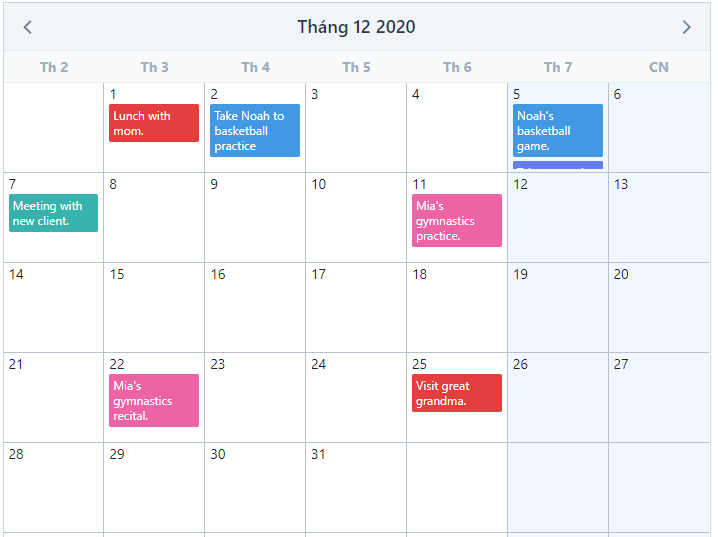 Tháng 12 2020
Th 2 Th 3 Th 4 Th 5 Th 6 Th 7 CN
1 2 3 4 5 6
Lunch with
mom.
Take Noah to
basketball
practice
Noah's
basketball
game.
7 8 9 10 11 12 13
Meeting with
new client.
Mia's
gymnastics
practice.
14 15 16 17 18 19 20
21 22 23 24 25 26 27
Mia's
gymnastics
recital.
Visit great
grandma.
28 29 30 31